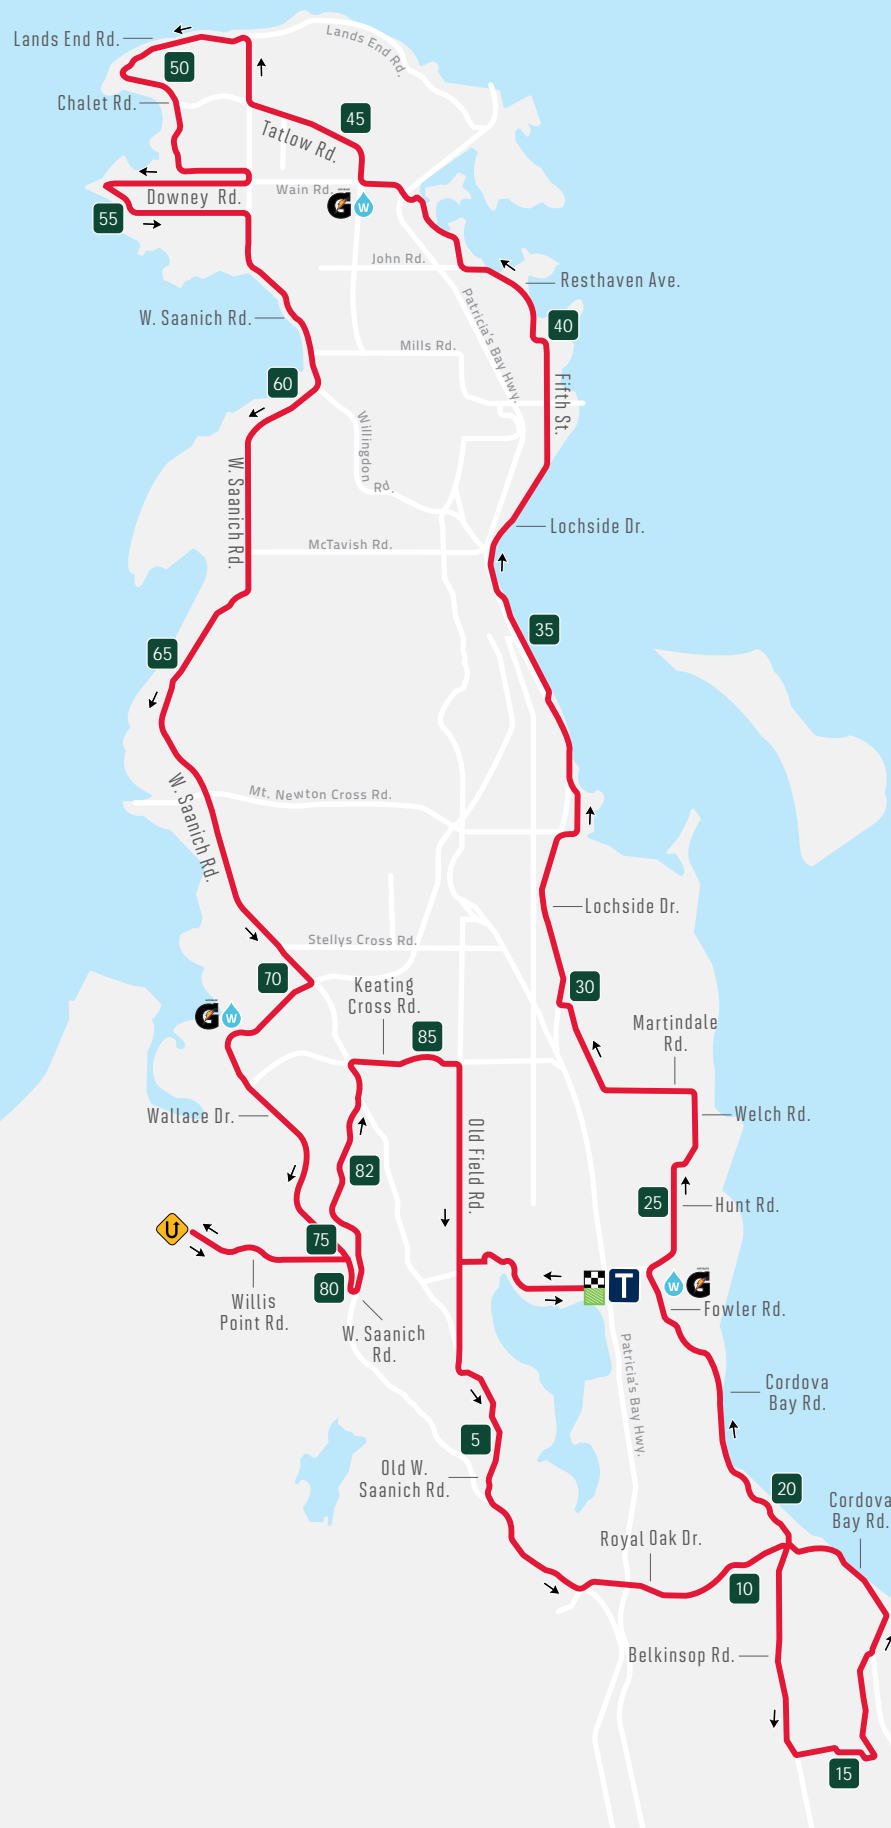 Lands End Rd.
Lands End Rd.
50
Chalet Rd.
45
Tatlow Rd.
Wain Rd.
Downey Rd.
G
W
55
John Rd.
Resthaven Ave.
W. Saanich Rd.
Patricia's Bay Hwy.
40
Mills Rd.
60
Fifth St.
Willingdon
Rd.
W. Saanich Rd.
Lochside Dr.
McTavish Rd.
35
65
W. Saanich Rd.
Mt. Newton Cross Rd.
Lochside Dr.
Stellys Cross Rd.
70
Keating
Cross Rd.
30
G
W
Martindale
Rd.
85
Wallace Dr.
Welch Rd.
Old Field Rd.
82
25
Hunt Rd.
75
T
W
G
80
Willis
Point Rd.
Fowler Rd.
W. Saanich
Rd.
Patricia's Bay Hwy.
Cordova
Bay Rd.
5
Old W.
Saanich Rd.
20
Cordova
Bay Rd.
Royal Oak Dr.
10
Belkinsop Rd.
15